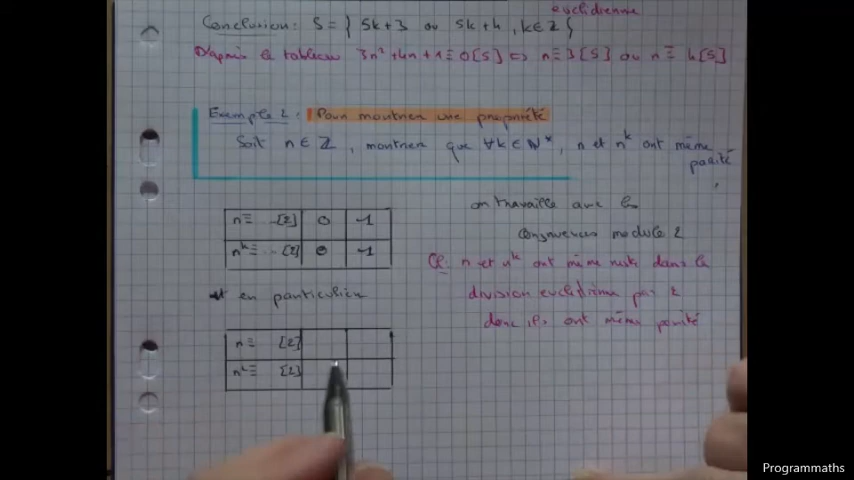 euclidienne
Conclusion: S = { 5k+3 ou 5k+4, k∈Z }
D'après le tableau 3n²+4n+1≡0[5] ⇔ n≡3[5] ou n≡4[5]
Exemple 2: Pour montrer une propriété
Soit n∈Z, montrer que ∀k∈N*, n et n^k ont même
parité
n≡ ..[2] 0 1
n^k≡ ..[2] 0 1
on travaille avec les
congruences modulo 2
n et n^k ont même reste dans la
division euclidienne par 2
donc ils ont même parité
en particulier
n≡ [2]
n²≡ [2]
Programmaths